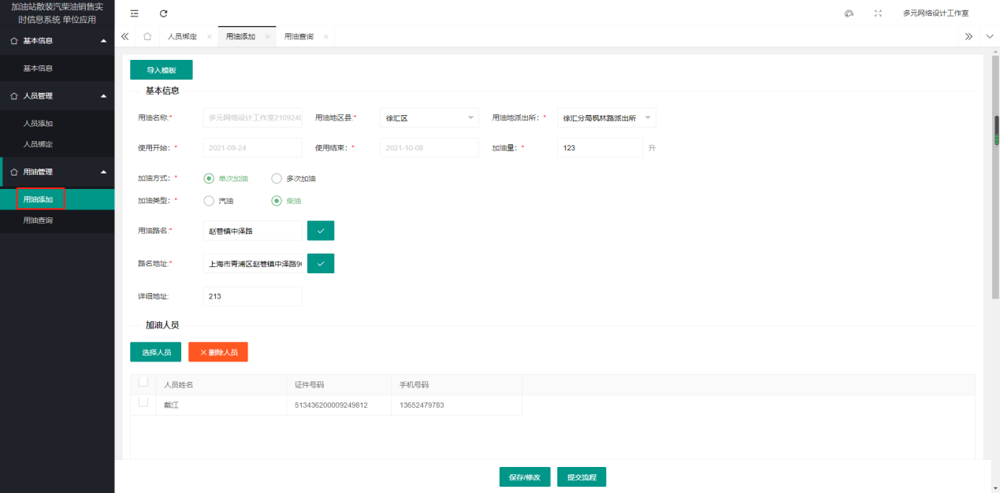 加油站散装汽柴油销售实
时信息系统 单位应用
多元网络设计工作室
基本信息
基本信息
人员管理
人员添加
人员绑定
用油管理
用油添加
用油查询
人员绑定 × 用油添加 × 用油查询 ×
导入模板
基本信息
用油名称:* 多元网络设计工作室210924( 用油地区县:* 徐汇区 用油地派出所: * 徐汇分局枫林路派出所
使用开始: * 2021-09-24 使用结束: * 2021-10-08 加油量: * 123 升
加油方式: * 单次加油 多次加油
加油类型: * 汽油 柴油
用油路名:* 赵巷镇中泽路
路名地址:* 上海市青浦区赵巷镇中泽路9
详细地址: 213
加油人员
选择人员 × 删除人员
人员姓名 证件号码 手机号码
戴江 513436200009249812 13652479783
保存/修改 提交流程